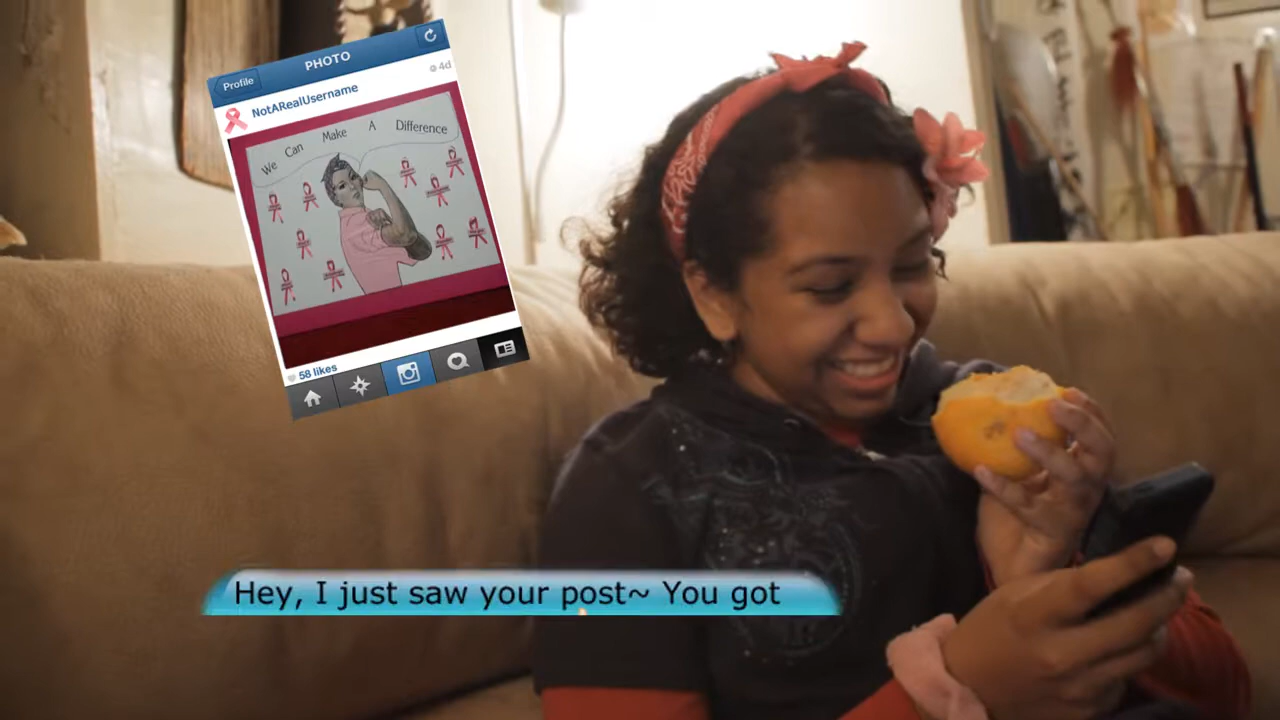 PHOTO
Profile
4d
NotARealUsername
We Can Make A Difference
58 likes
Hey, I just saw your post~ You got